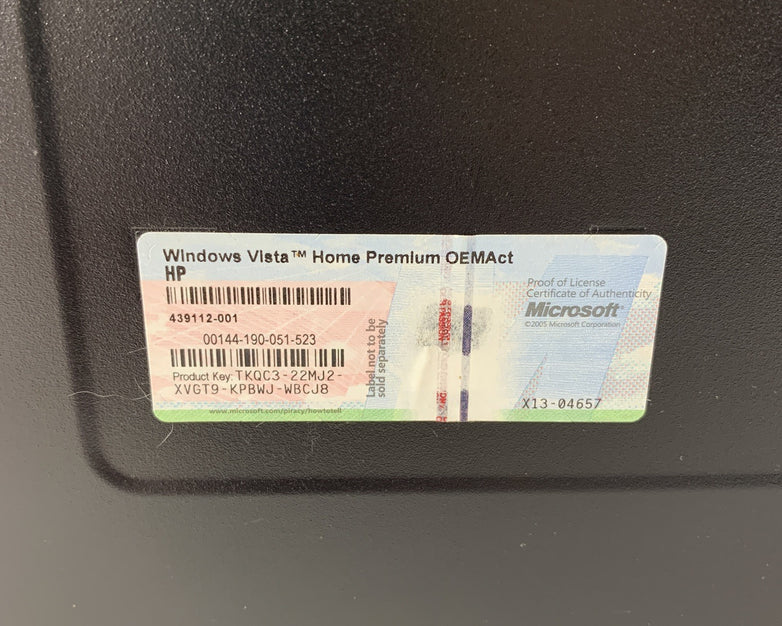 Windows Vista™ Home Premium OEMAct
HP
439112-001
00144-190-051-523
Product Key: TKQC3-22MJ2-
XVGT9-KPBWJ-WBCJ8
Label not to be
sold separately
www.microsoft.com/piracy/howtotell
Proof of License
Certificate of Authenticity
Microsoft
©2005 Microsoft Corporation
X13-04657